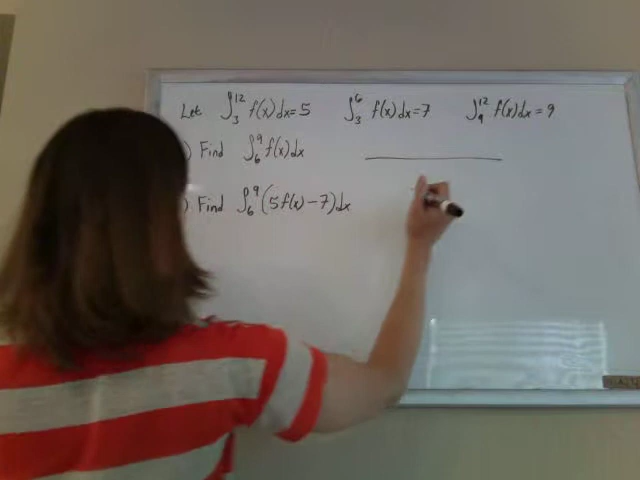 Let ∫₃¹² f(x)dx=5 ∫₃⁶ f(x)dx=7 ∫₉¹² f(x)dx=9
) Find ∫₆⁹ f(x)dx
) Find ∫₆⁹ (5f(x)-7)dx